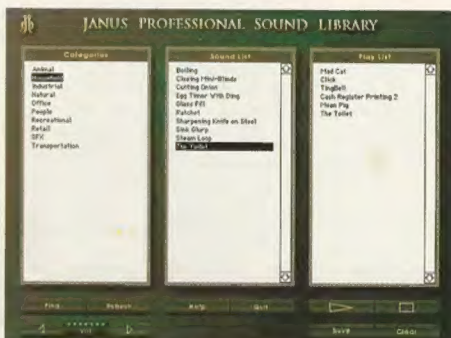 JANUS PROFESSIONAL SOUND LIBRARY
Categories
Animal
Household
Industrial
Natural
Office
People
Recreational
Retail
SFX
Transportation
Sound List
Boiling
Closing Mini-Blinds
Cutting Onion
Egg Timer With Ding
Glass Fill
Ratchet
Sharpening Knife on Steel
Sink Glurp
Steam Loop
The Toilet
Play List
Mad Cat
Click
TingBell
Cash Register Printing 2
Mean Pig
The Toilet
Find
Help
Quit
Save
Clear